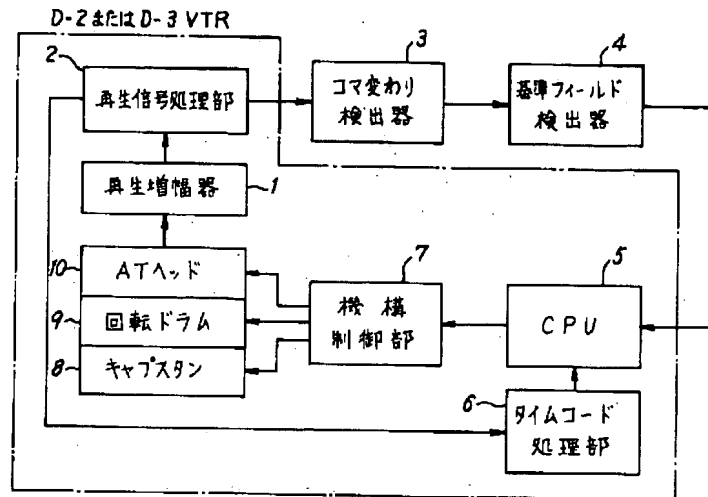 D-2またはD-3 VTR
2
再生信号処理部
3
コマ変わり
検出器
4
基準フィールド
検出器
再生増幅器
1
10
ATヘッド
9
回転ドラム
8
キャプスタン
7
機構
制御部
5
CPU
6
タイムコード
処理部